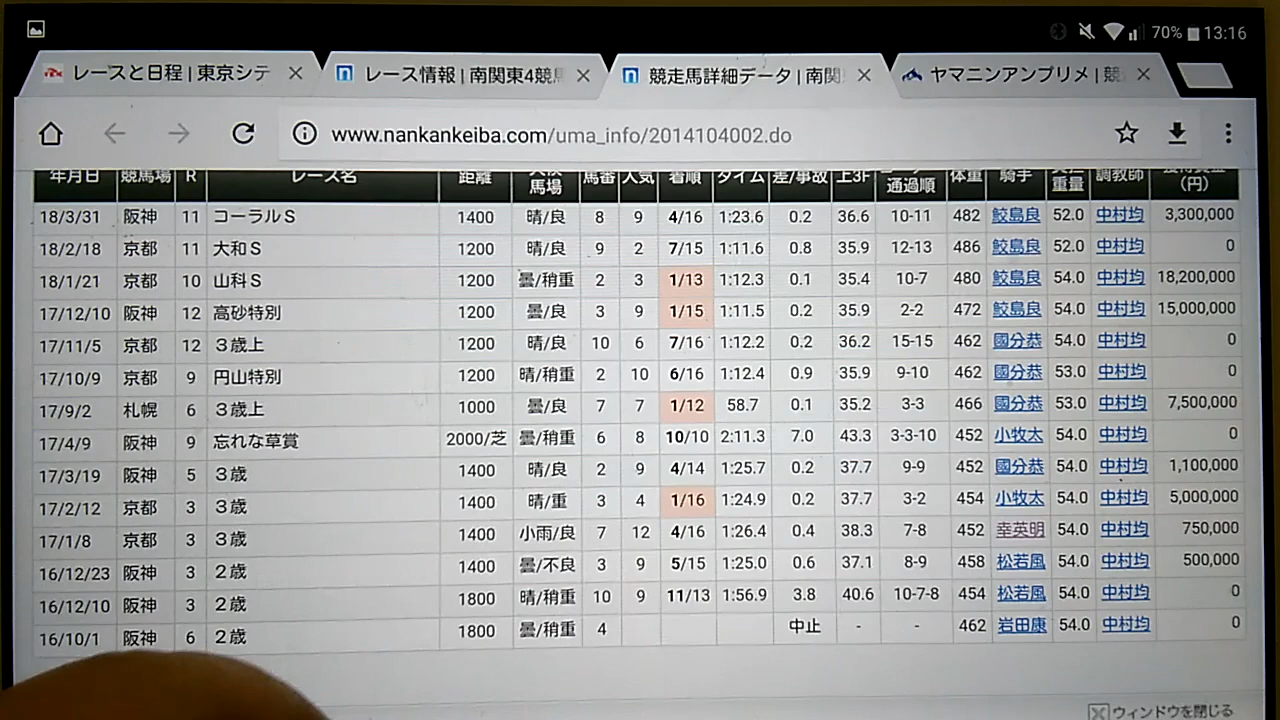 70% 13:16
レースと日程 | 東京シテ × レース情報 | 南関東4競馬 × 競走馬詳細データ | 南関 × ヤマニンアンプリメ | 競 ×
www.nankankeiba.com/uma_info/2014104002.do
年月日 競馬場 R レース名 距離 馬場 馬番 人気 着順 タイム 差/事故 上3F 通過順 体重 騎手 重量 調教師 (円)
18/3/31 阪神 11 コーラルS 1400 晴/良 8 9 4/16 1:23.6 0.2 36.6 10-11 482 鮫島良 52.0 中村均 3,300,000
18/2/18 京都 11 大和S 1200 晴/良 9 2 7/15 1:11.6 0.8 35.9 12-13 486 鮫島良 52.0 中村均 0
18/1/21 京都 10 山科S 1200 曇/稍重 2 3 1/13 1:12.3 0.1 35.4 10-7 480 鮫島良 54.0 中村均 18,200,000
17/12/10 阪神 12 高砂特別 1200 曇/良 3 9 1/15 1:11.5 0.2 35.9 2-2 472 鮫島良 54.0 中村均 15,000,000
17/11/5 京都 12 3歳上 1200 晴/良 10 6 7/16 1:12.2 0.2 36.2 15-15 462 國分恭 54.0 中村均 0
17/10/9 京都 9 円山特別 1200 晴/稍重 2 10 6/16 1:12.4 0.9 35.9 9-10 462 國分恭 53.0 中村均 0
17/9/2 札幌 6 3歳上 1000 曇/良 7 7 1/12 58.7 0.1 35.2 3-3 466 國分恭 53.0 中村均 7,500,000
17/4/9 阪神 9 忘れな草賞 2000/芝 曇/稍重 6 8 10/10 2:11.3 7.0 43.3 3-3-10 452 小牧太 54.0 中村均 0
17/3/19 阪神 5 3歳 1400 晴/良 2 9 4/14 1:25.7 0.2 37.7 9-9 452 國分恭 54.0 中村均 1,100,000
17/2/12 京都 3 3歳 1400 晴/重 3 4 1/16 1:24.9 0.2 37.7 3-2 454 小牧太 54.0 中村均 5,000,000
17/1/8 京都 3 3歳 1400 小雨/良 7 12 4/16 1:26.4 0.4 38.3 7-8 452 幸英明 54.0 中村均 750,000
16/12/23 阪神 3 2歳 1400 曇/不良 3 9 5/15 1:25.0 0.6 37.1 8-9 458 松若風 54.0 中村均 500,000
16/12/10 阪神 3 2歳 1800 晴/稍重 10 9 11/13 1:56.9 3.8 40.6 10-7-8 454 松若風 54.0 中村均 0
16/10/1 阪神 6 2歳 1800 曇/稍重 4 中止 - - 462 岩田康 54.0 中村均 0
ウィンドウを閉じる